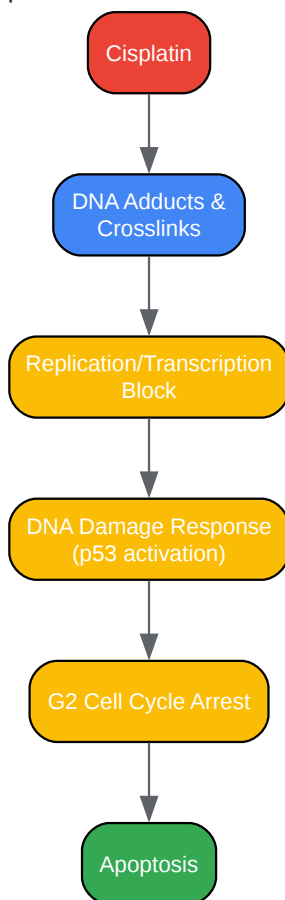 Cisplatin
DNA Adducts &
Crosslinks
Replication/Transcription
Block
DNA Damage Response
(p53 activation)
G2 Cell Cycle Arrest
Apoptosis